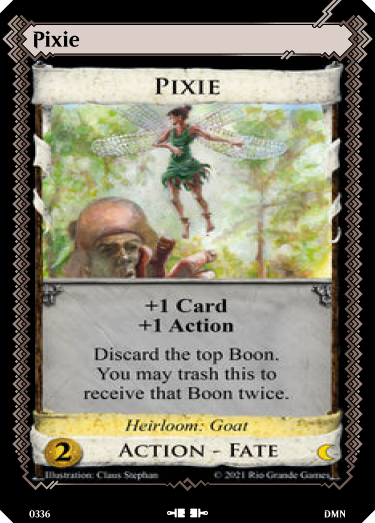 Pixie
PIXIE
+1 Card
+1 Action
Discard the top Boon.
You may trash this to
receive that Boon twice.
Heirloom: Goat
2
ACTION - FATE
Illustration: Claus Stephan
© 2021 Rio Grande Games
0336
DMN